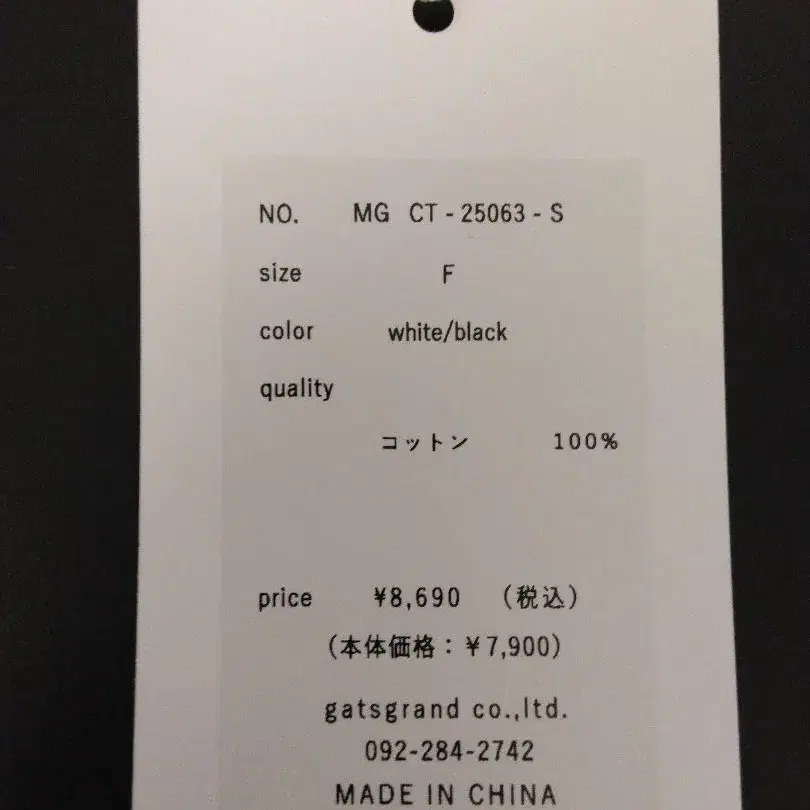 NO. MG CT - 25063 - S
size F
color white/black
quality
コットン 100%
price ¥8,690 （税込）
（本体価格：￥7,900）
gatsgrand co.,ltd.
092-284-2742
MADE IN CHINA